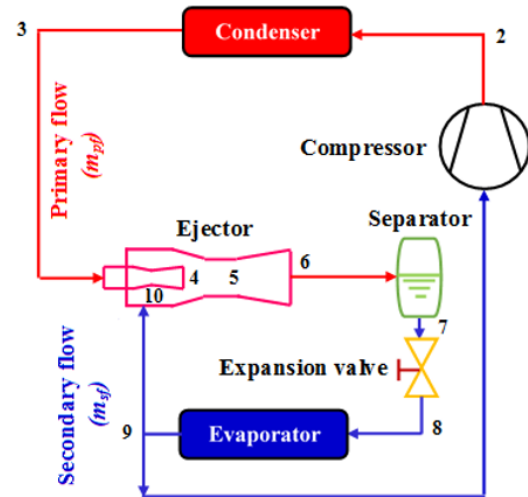 3
Condenser
2
Primary flow
(mpf)
Compressor
Ejector
Separator
6
4
5
10
7
Expansion valve
Secondary flow
(msf)
9
Evaporator
8